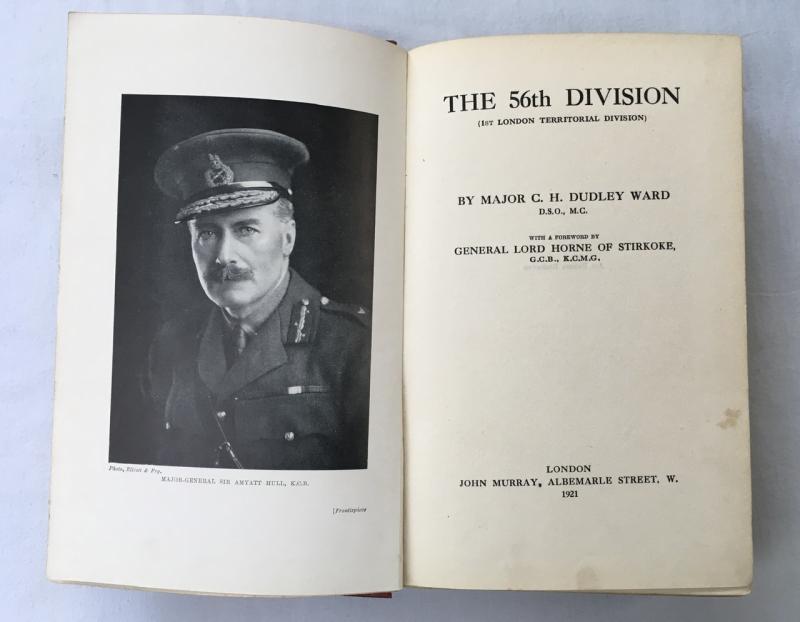 Photo, Elliott & Fry.
MAJOR-GENERAL SIR AMYATT HULL, K.C.B.
[Frontispiece
THE 56th DIVISION
(1ST LONDON TERRITORIAL DIVISION)
BY MAJOR C. H. DUDLEY WARD
D.S.O., M.C.
WITH A FOREWORD BY
GENERAL LORD HORNE OF STIRKOKE,
G.C.B., K.C.M.G.
LONDON
JOHN MURRAY, ALBEMARLE STREET, W.
1921